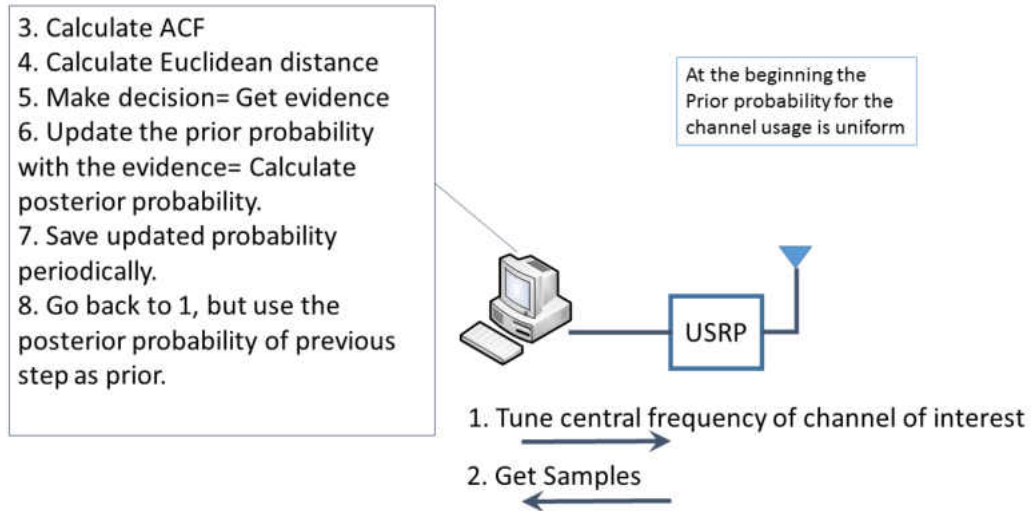 3. Calculate ACF
4. Calculate Euclidean distance
5. Make decision= Get evidence
6. Update the prior probability
with the evidence= Calculate
posterior probability.
7. Save updated probability
periodically.
8. Go back to 1, but use the
posterior probability of previous
step as prior.
At the beginning the
Prior probability for the
channel usage is uniform
USRP
1. Tune central frequency of channel of interest
2. Get Samples